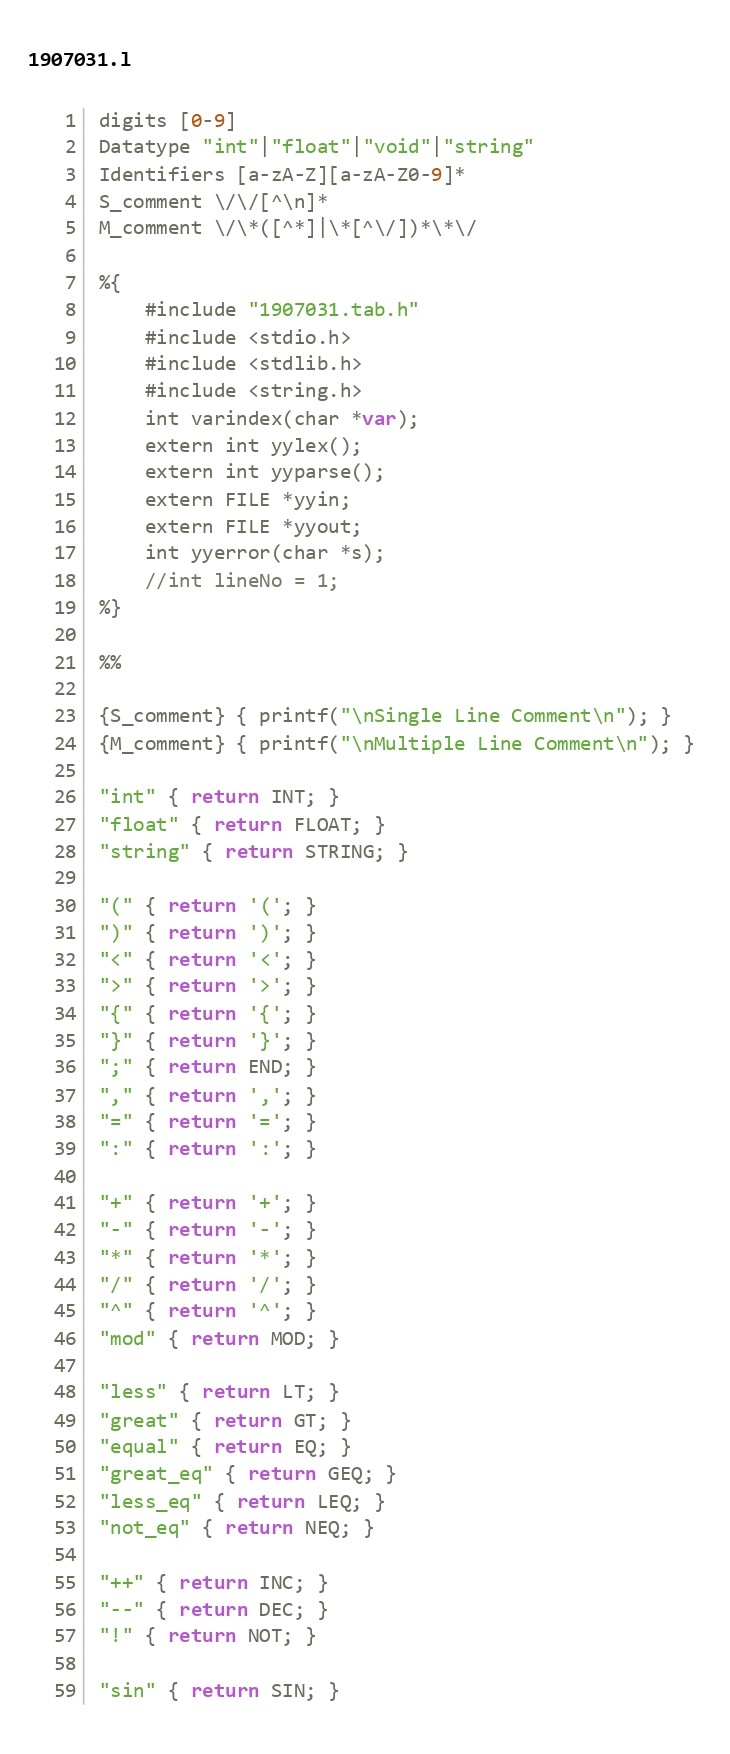 1907031.l
1 digits [0-9]
2 Datatype "int"|"float"|"void"|"string"
3 Identifiers [a-zA-Z][a-zA-Z0-9]*
4 S_comment \/\/[^\n]*
5 M_comment \/\*([^*]|\*[^\/])*\*\/
6
7 %{
8     #include "1907031.tab.h"
9     #include <stdio.h>
10     #include <stdlib.h>
11     #include <string.h>
12     int varindex(char *var);
13     extern int yylex();
14     extern int yyparse();
15     extern FILE *yyin;
16     extern FILE *yyout;
17     int yyerror(char *s);
18     //int lineNo = 1;
19 %}
20
21 %%
22
23 {S_comment} { printf("\nSingle Line Comment\n"); }
24 {M_comment} { printf("\nMultiple Line Comment\n"); }
25
26 "int" { return INT; }
27 "float" { return FLOAT; }
28 "string" { return STRING; }
29
30 "(" { return '('; }
31 ")" { return ')'; }
32 "<" { return '<'; }
33 ">" { return '>'; }
34 "{" { return '{'; }
35 "}" { return '}'; }
36 ";" { return END; }
37 "," { return ','; }
38 "=" { return '='; }
39 ":" { return ':'; }
40
41 "+" { return '+'; }
42 "-" { return '-'; }
43 "*" { return '*'; }
44 "/" { return '/'; }
45 "^" { return '^'; }
46 "mod" { return MOD; }
47
48 "less" { return LT; }
49 "great" { return GT; }
50 "equal" { return EQ; }
51 "great_eq" { return GEQ; }
52 "less_eq" { return LEQ; }
53 "not_eq" { return NEQ; }
54
55 "++" { return INC; }
56 "--" { return DEC; }
57 "!" { return NOT; }
58
59 "sin" { return SIN; }